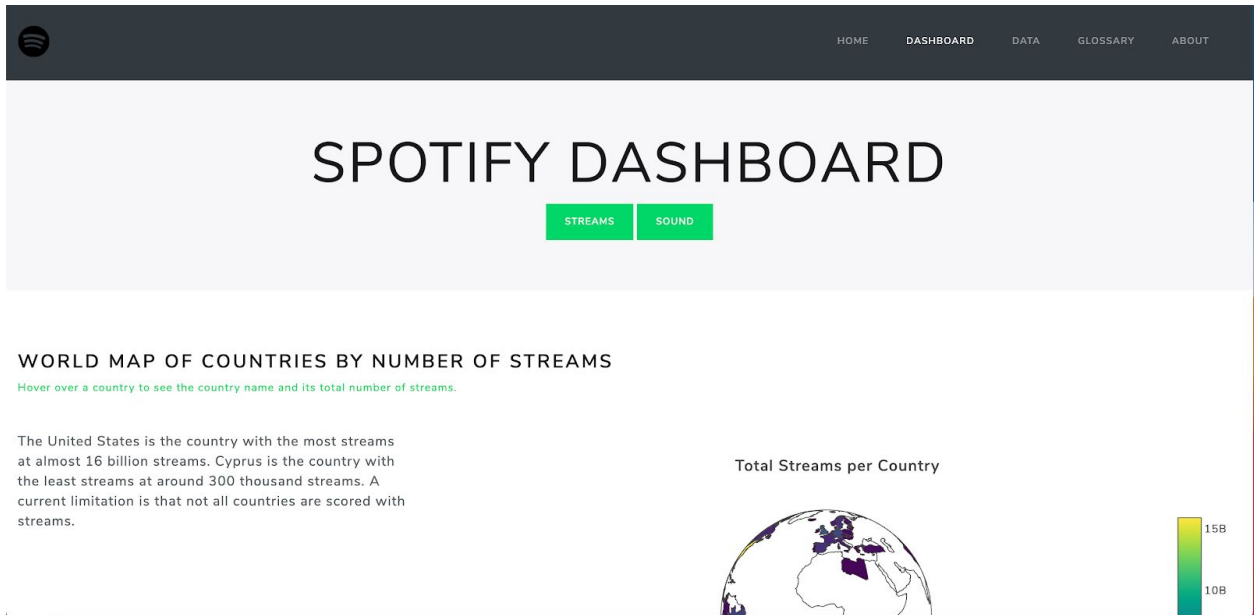 HOME DASHBOARD DATA GLOSSARY ABOUT
SPOTIFY DASHBOARD
STREAMS SOUND
WORLD MAP OF COUNTRIES BY NUMBER OF STREAMS
Hover over a country to see the country name and its total number of streams.
The United States is the country with the most streams
at almost 16 billion streams. Cyprus is the country with
the least streams at around 300 thousand streams. A
current limitation is that not all countries are scored with
streams.
Total Streams per Country
15B
10B